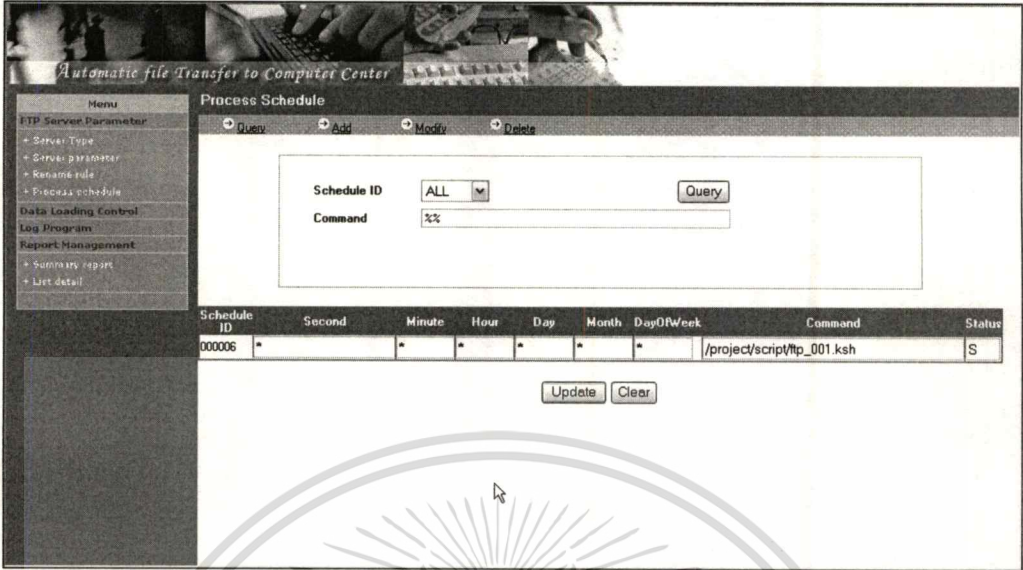 Automatic file Transfer to Computer Center
Menu
FTP Server Parameter
+ Server Type
+ Server parameter
+ Rename rule
+ Process schedule
Data Loading Control
Log Program
Report Management
+ Summary report
+ List detail
Process Schedule
Query Add Modify Delete
Schedule ID ALL Query
Command %%
Schedule ID Second Minute Hour Day Month DayOfWeek Command Status
000006 * * * * * * /project/script/ftp_001.ksh S
Update Clear